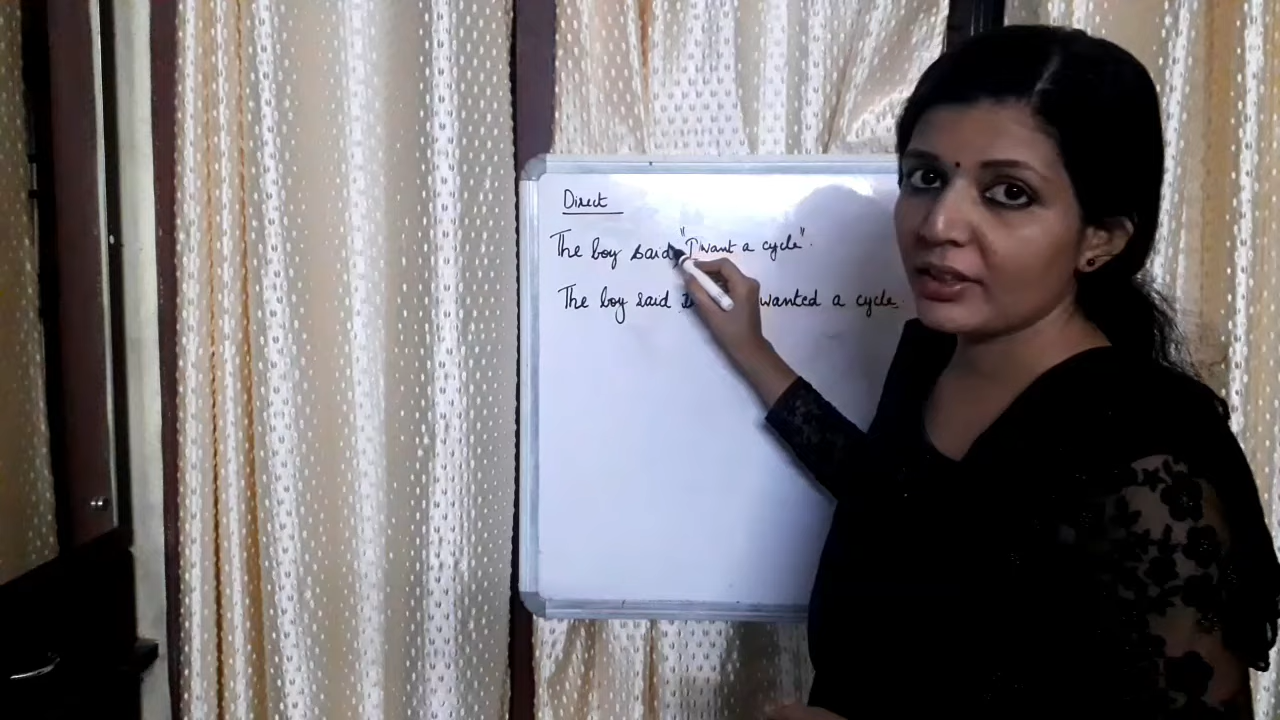 Direct
The boy said "I want a cycle".
The boy said wanted a cycle.